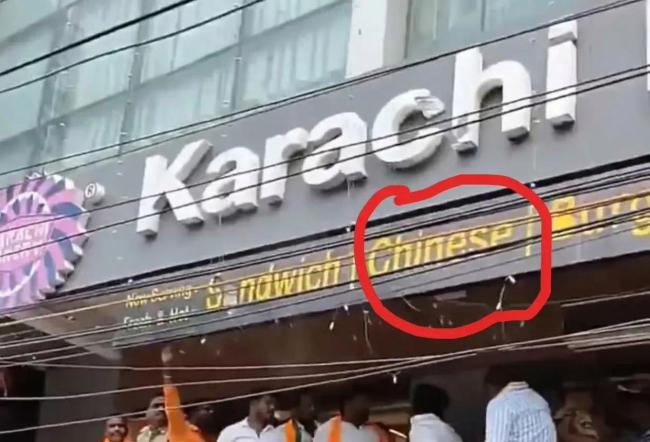 Karachi
®
Now Serving:- Sandwich | Chinese | Burg
Fresh & Hot